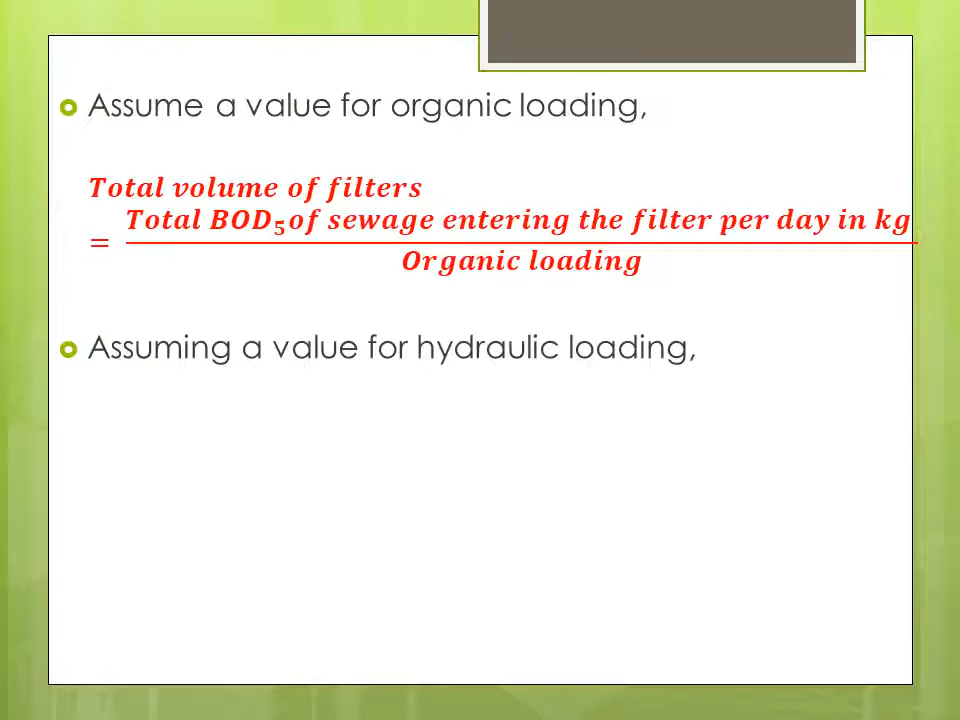 Assume a value for organic loading,
Total volume of filters
= Total BOD₅ of sewage entering the filter per day in kg
Organic loading
Assuming a value for hydraulic loading,